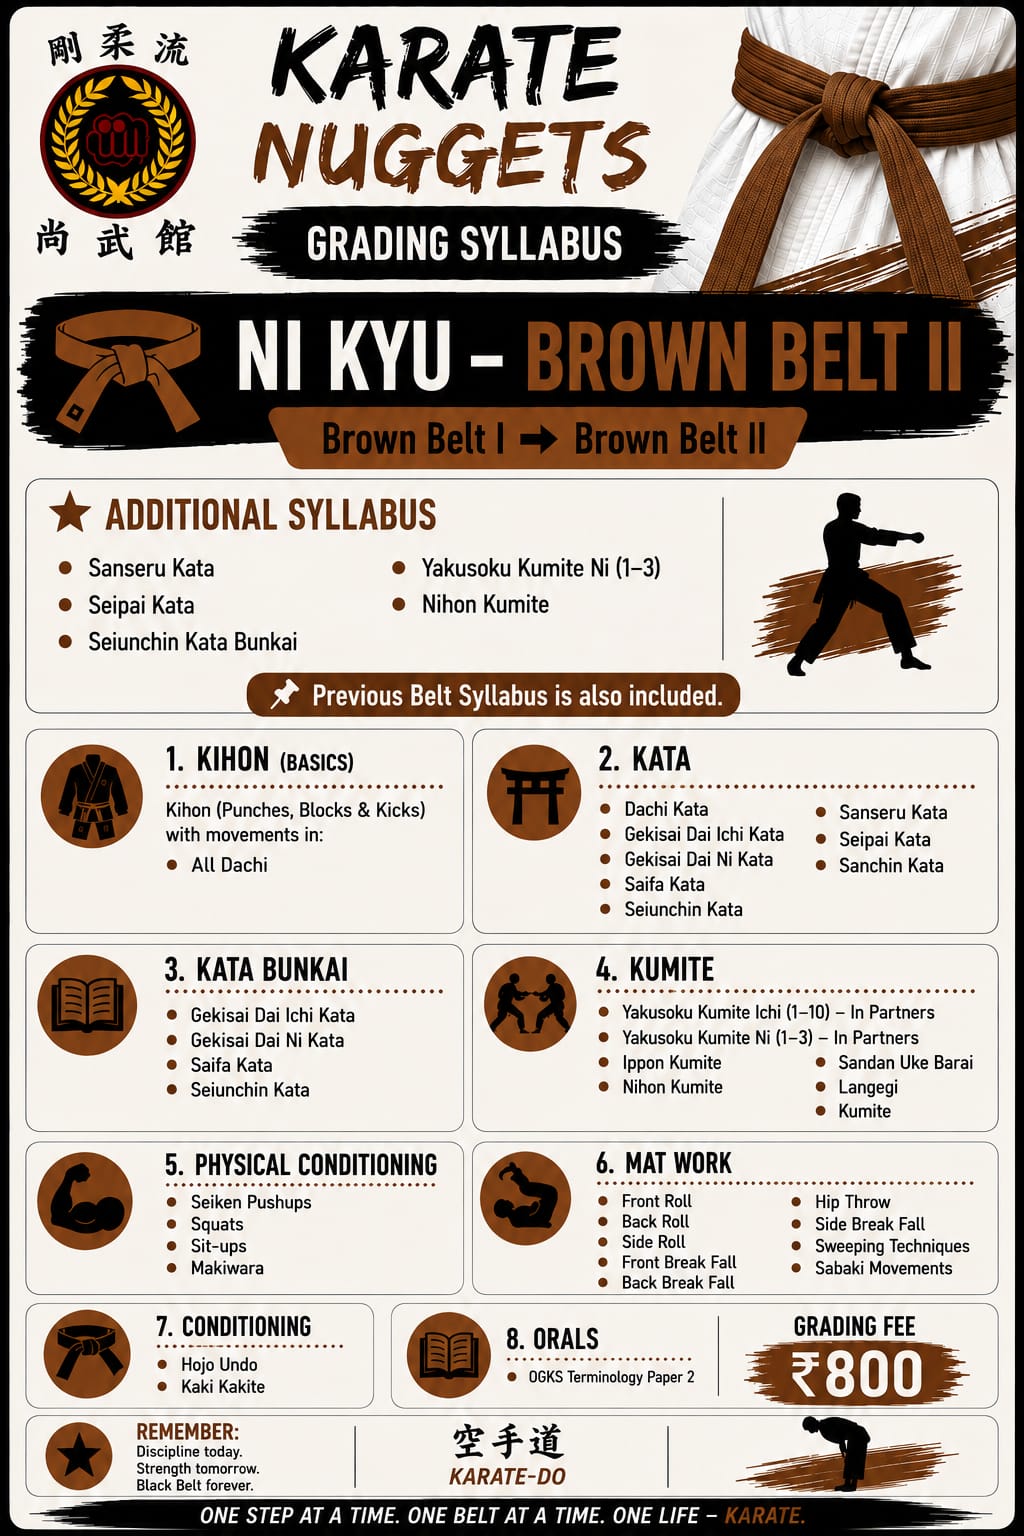 剛柔流
尚武館
KARATE
NUGGETS
GRADING SYLLABUS
NI KYU – BROWN BELT II
Brown Belt I → Brown Belt II
★ ADDITIONAL SYLLABUS
• Sanseru Kata
• Seipai Kata
• Seiunchin Kata Bunkai
• Yakusoku Kumite Ni (1–3)
• Nihon Kumite
Previous Belt Syllabus is also included.
1. KIHON (BASICS)
Kihon (Punches, Blocks & Kicks)
with movements in:
• All Dachi
2. KATA
• Dachi Kata
• Gekisai Dai Ichi Kata
• Gekisai Dai Ni Kata
• Saifa Kata
• Seiunchin Kata
• Sanseru Kata
• Seipai Kata
• Sanchin Kata
3. KATA BUNKAI
• Gekisai Dai Ichi Kata
• Gekisai Dai Ni Kata
• Saifa Kata
• Seiunchin Kata
4. KUMITE
• Yakusoku Kumite Ichi (1–10) – In Partners
• Yakusoku Kumite Ni (1–3) – In Partners
• Ippon Kumite
• Nihon Kumite
• Sandan Uke Barai
• Langegi
• Kumite
5. PHYSICAL CONDITIONING
• Seiken Pushups
• Squats
• Sit-ups
• Makiwara
6. MAT WORK
• Front Roll
• Back Roll
• Side Roll
• Front Break Fall
• Back Break Fall
• Hip Throw
• Side Break Fall
• Sweeping Techniques
• Sabaki Movements
7. CONDITIONING
• Hojo Undo
• Kaki Kakite
8. ORALS
• OGKS Terminology Paper 2
GRADING FEE
₹800
REMEMBER:
Discipline today.
Strength tomorrow.
Black Belt forever.
空手道
KARATE-DO
ONE STEP AT A TIME. ONE BELT AT A TIME. ONE LIFE – KARATE.